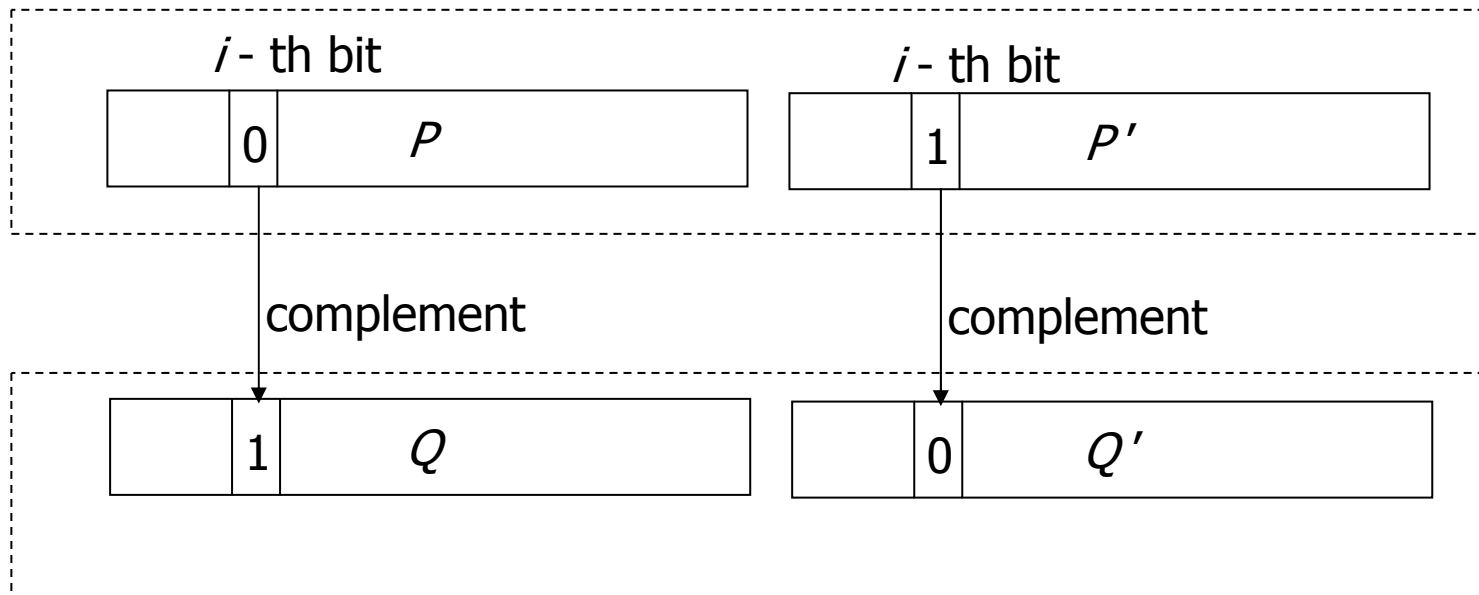 i - th bit
i - th bit
0 P
1 P'
complement
complement
1 Q
0 Q'